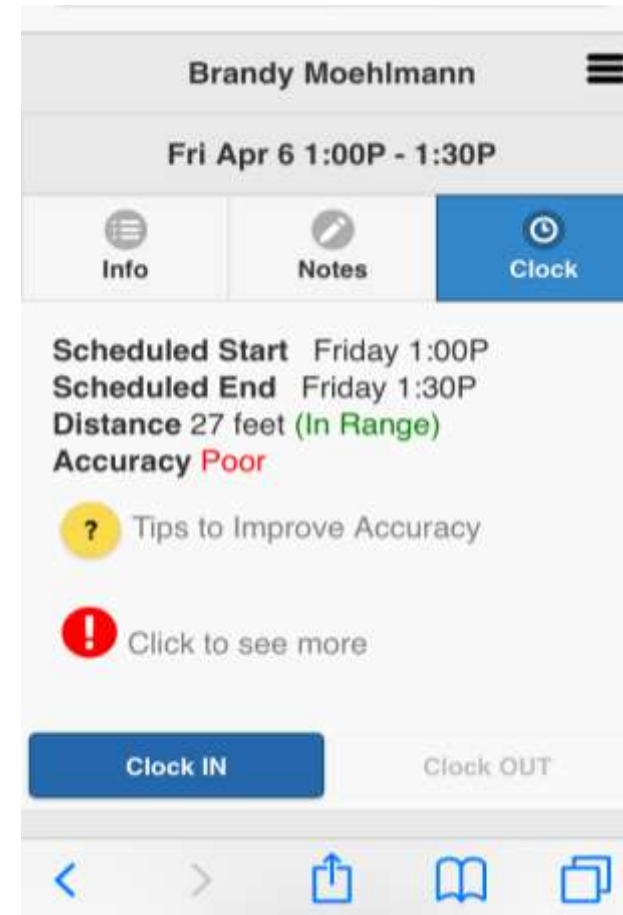 Brandy Moehlmann
Fri Apr 6 1:00P - 1:30P
Info
Notes
Clock
Scheduled Start Friday 1:00P
Scheduled End Friday 1:30P
Distance 27 feet (In Range)
Accuracy Poor
? Tips to Improve Accuracy
! Click to see more
Clock IN
Clock OUT